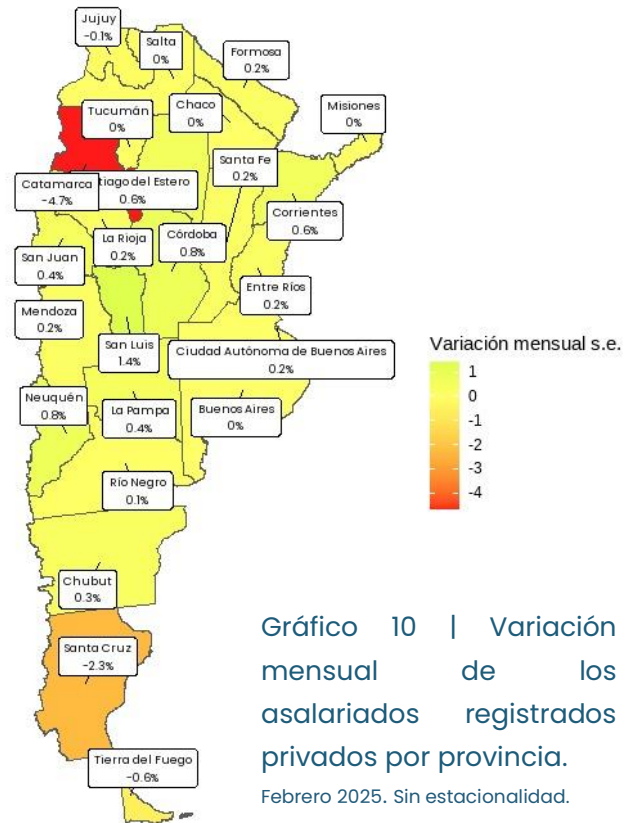 Jujuy
-0.1%
Salta
0%
Formosa
0.2%
Tucumán
0%
Chaco
0%
Misiones
0%
Santa Fe
0.2%
Catamarca
-4.7%
tiago del Estero
0.6%
Corrientes
0.6%
La Rioja
0.2%
Córdoba
0.8%
San Juan
0.4%
Entre Ríos
0.2%
Mendoza
0.2%
San Luis
1.4%
Ciudad Autónoma de Buenos Aires
0.2%
Neuquén
0.8%
La Pampa
0.4%
Buenos Aires
0%
Río Negro
0.1%
Chubut
0.3%
Santa Cruz
-2.3%
Tierra del Fuego
-0.6%
Variación mensual s.e.
1
0
-1
-2
-3
-4
Gráfico 10 | Variación
mensual de los
asalariados registrados
privados por provincia.
Febrero 2025. Sin estacionalidad.